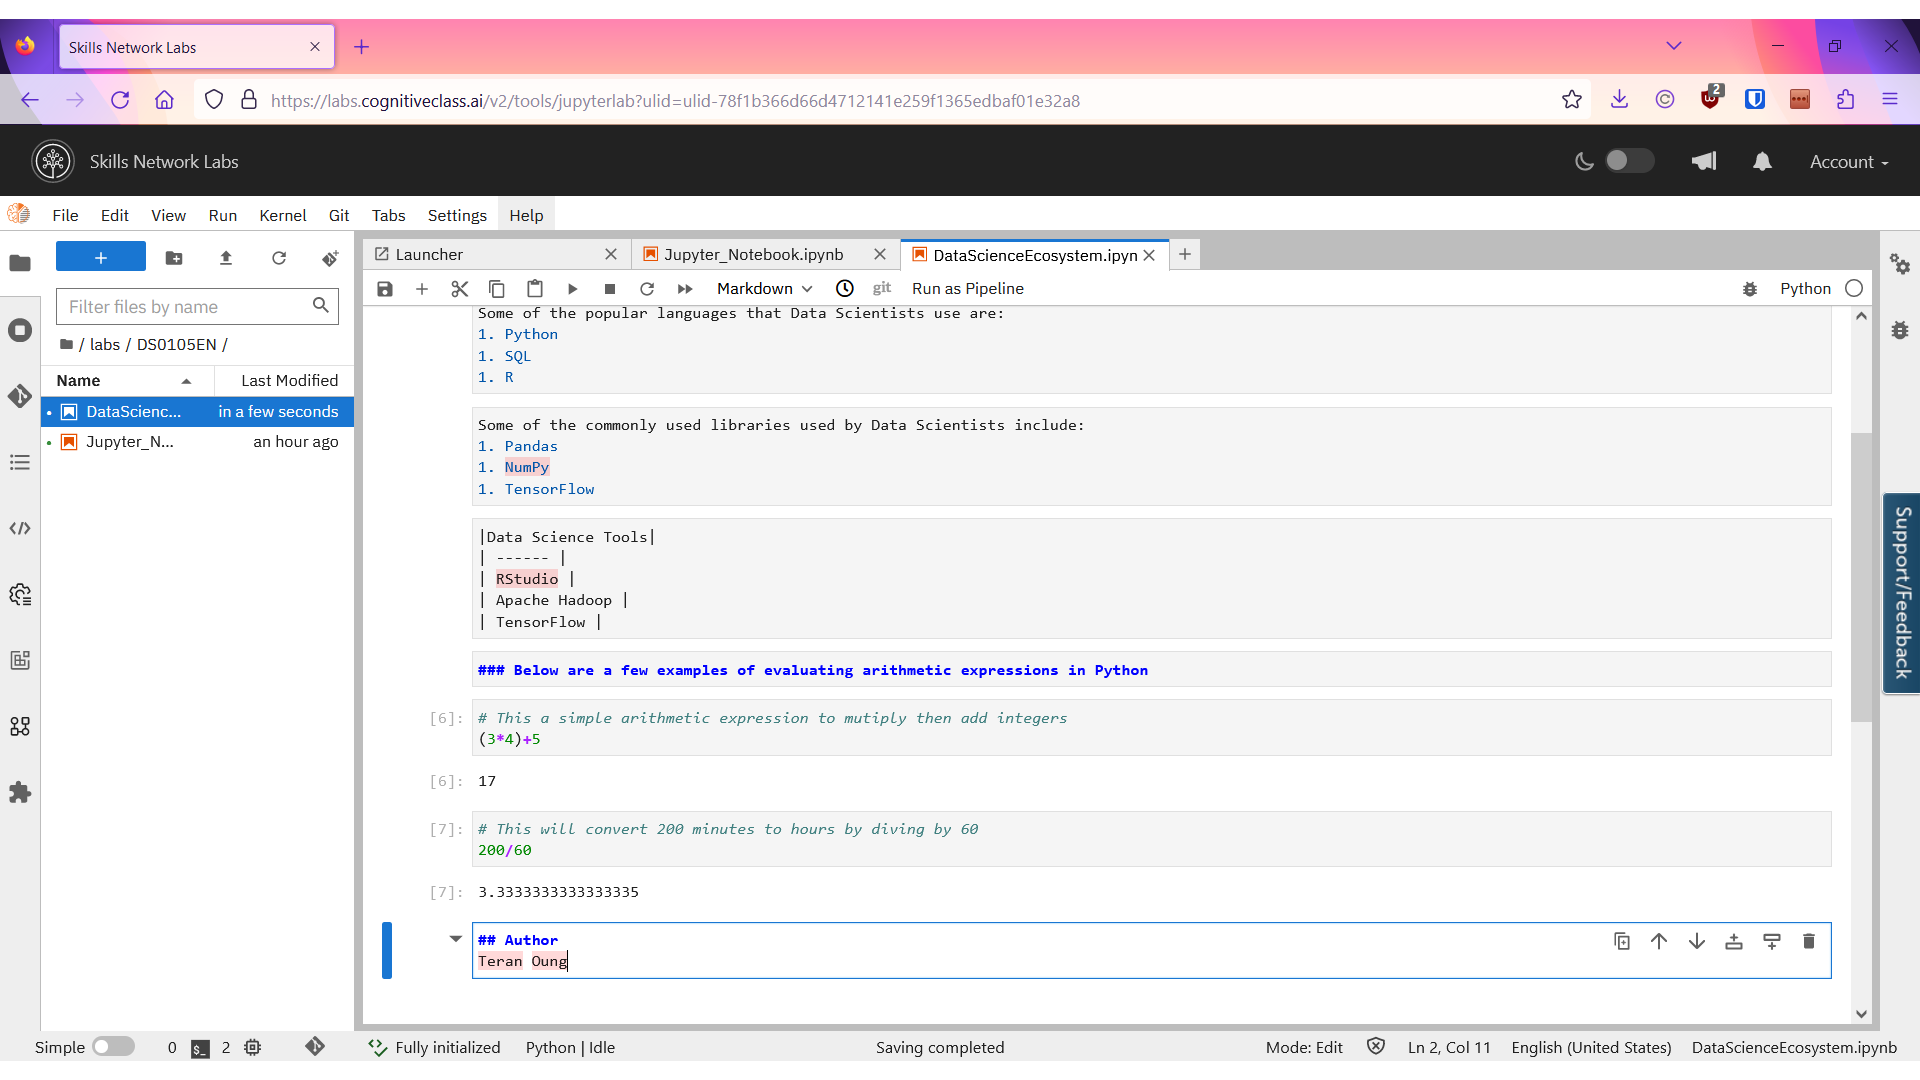 Skills Network Labs
https://labs.cognitiveclass.ai/v2/tools/jupyterlab?ulid=ulid-78f1b366d66d4712141e259f1365edbaf01e32a8
2
Skills Network Labs
Account
File Edit View Run Kernel Git Tabs Settings Help
Launcher
Jupyter_Notebook.ipynb
DataScienceEcosystem.ipyn
Markdown
git
Run as Pipeline
Python
Filter files by name
/ labs / DS0105EN /
Name Last Modified
DataScienc... in a few seconds
Jupyter_N... an hour ago
Some of the popular languages that Data Scientists use are:
1. Python
1. SQL
1. R
Some of the commonly used libraries used by Data Scientists include:
1. Pandas
1. NumPy
1. TensorFlow
|Data Science Tools|
| ------ |
| RStudio |
| Apache Hadoop |
| TensorFlow |
### Below are a few examples of evaluating arithmetic expressions in Python
[6]: # This a simple arithmetic expression to mutiply then add integers
(3*4)+5
[6]: 17
[7]: # This will convert 200 minutes to hours by diving by 60
200/60
[7]: 3.3333333333333335
## Author
Teran Oung
Support/Feedback
Simple 0 $_ 2 Fully initialized Python | Idle Saving completed Mode: Edit Ln 2, Col 11 English (United States) DataScienceEcosystem.ipynb